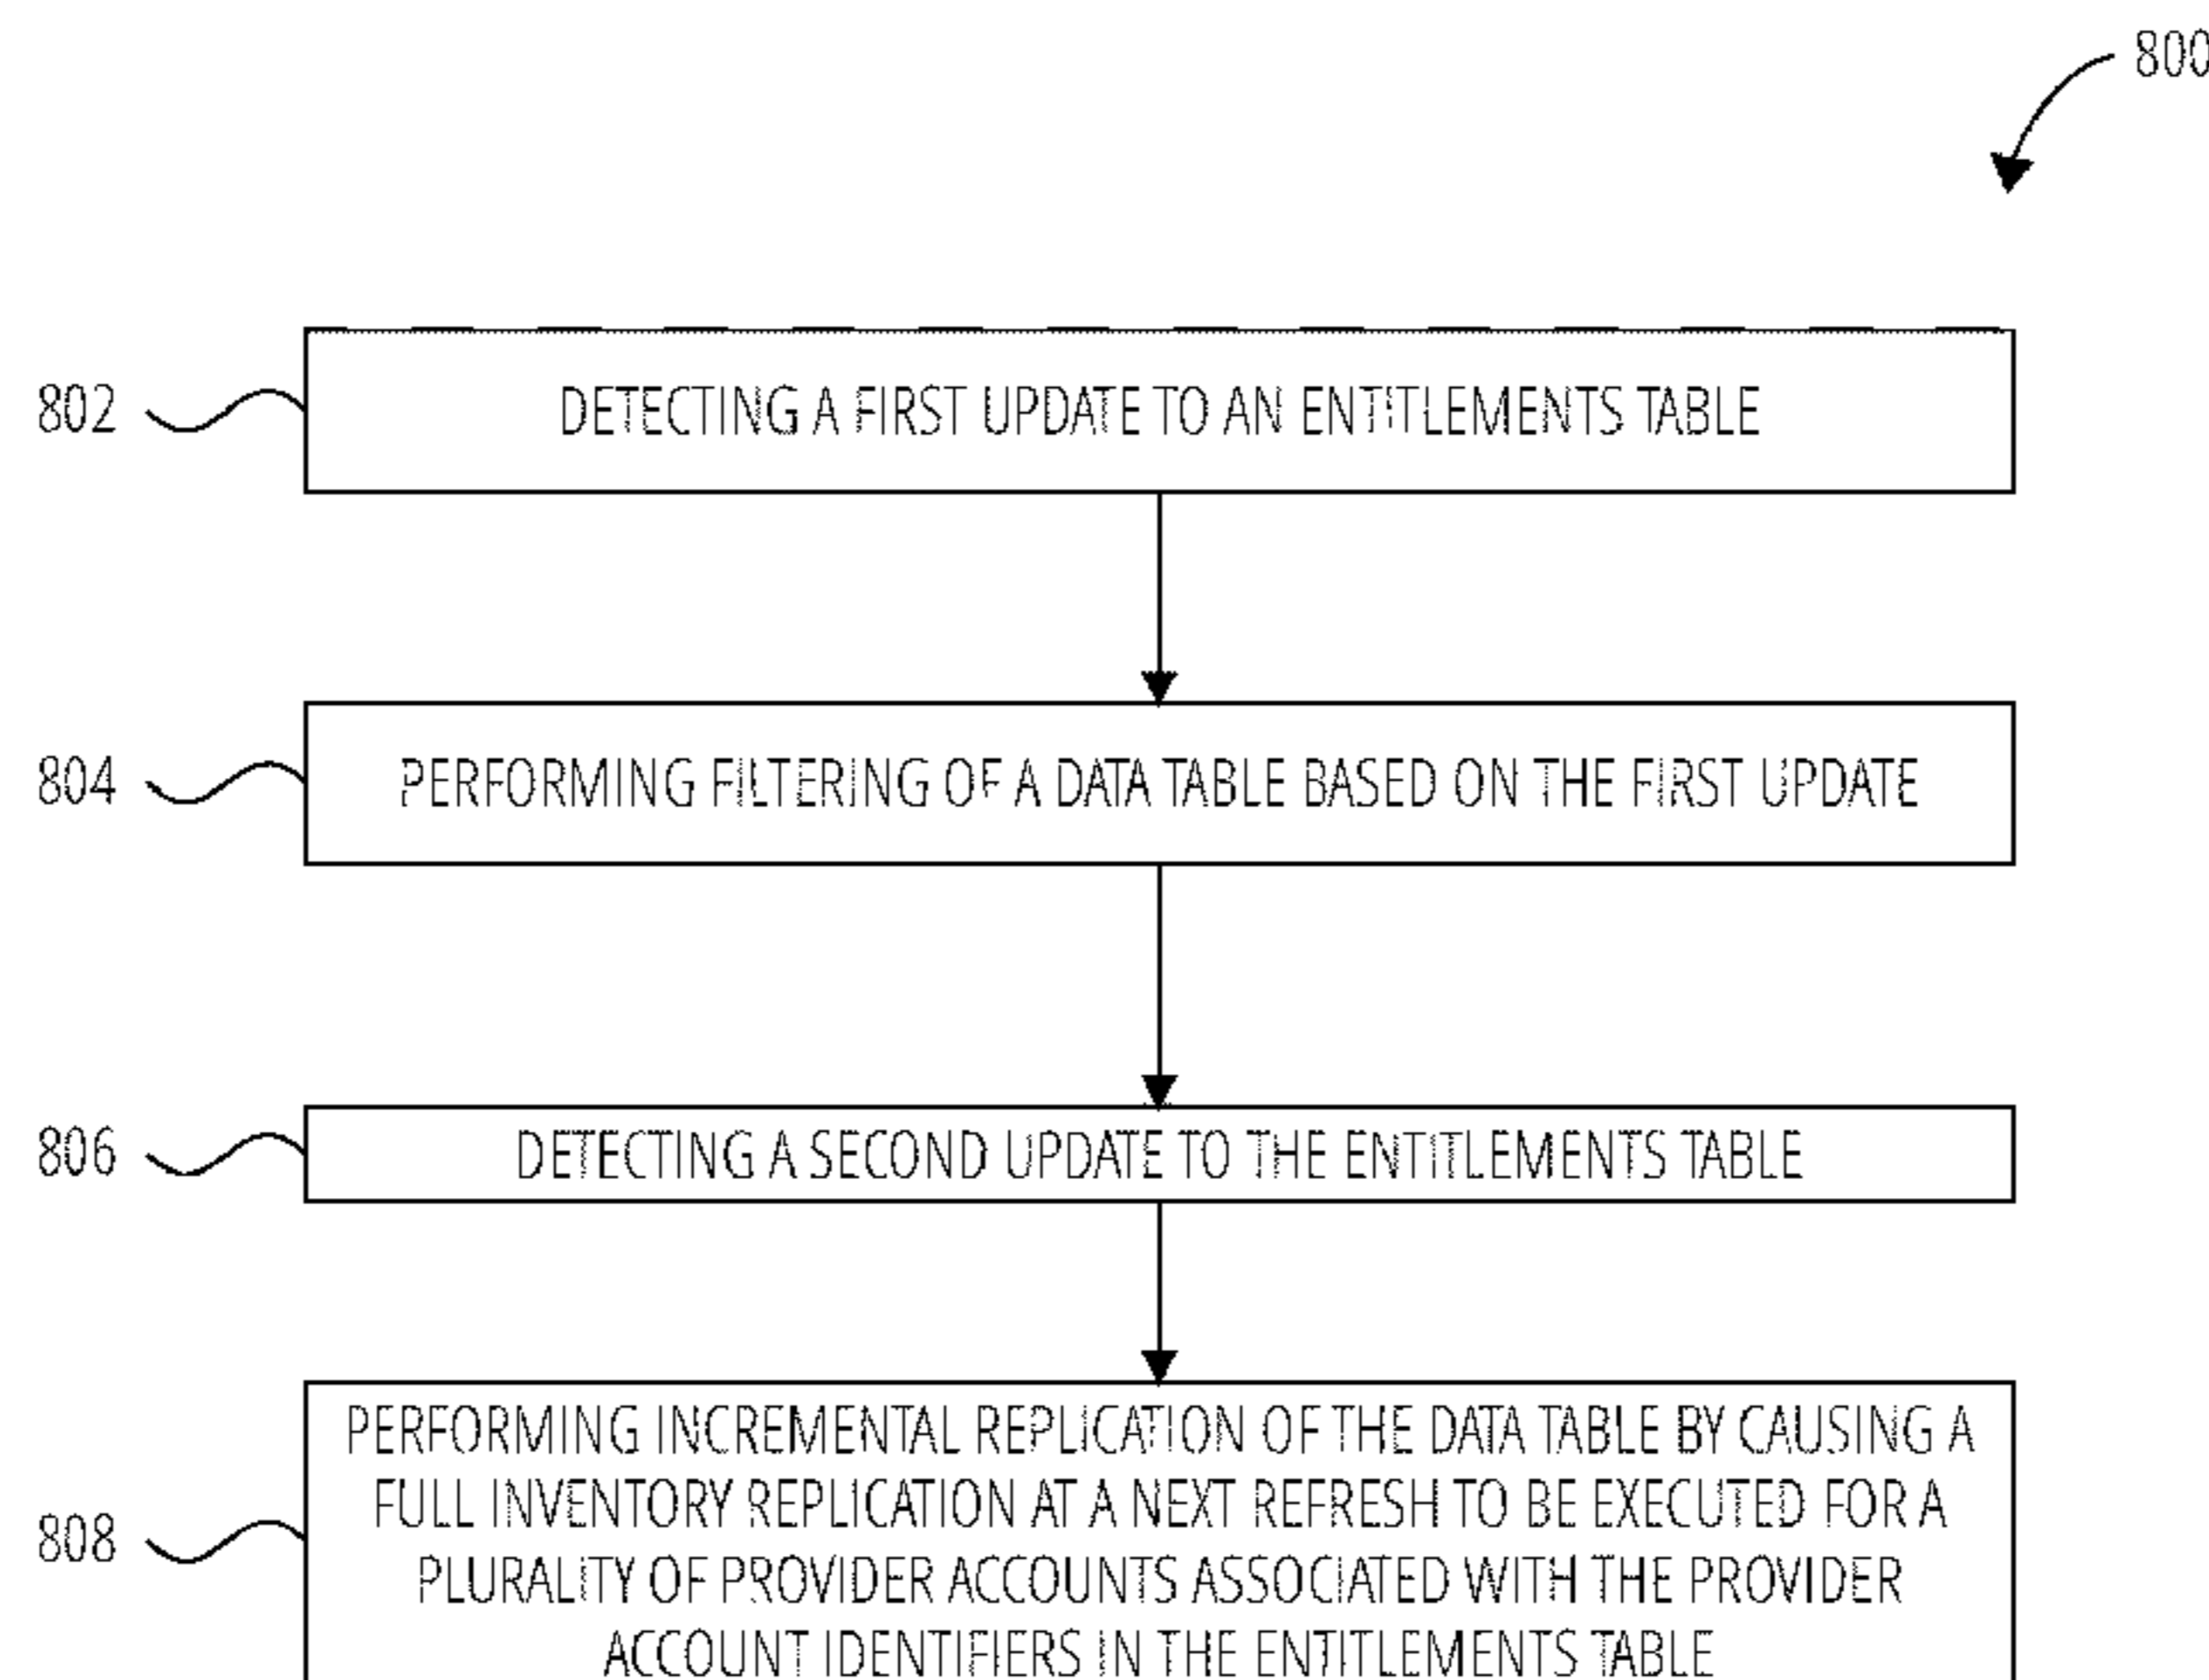 800
802
DETECTING A FIRST UPDATE TO AN ENTITLEMENTS TABLE
804
PERFORMING FILTERING OF A DATA TABLE BASED ON THE FIRST UPDATE
806
DETECTING A SECOND UPDATE TO THE ENTITLEMENTS TABLE
808
PERFORMING INCREMENTAL REPLICATION OF THE DATA TABLE BY CAUSING A
FULL INVENTORY REPLICATION AT A NEXT REFRESH TO BE EXECUTED FOR A
PLURALITY OF PROVIDER ACCOUNTS ASSOCIATED WITH THE PROVIDER
ACCOUNT IDENTIFIERS IN THE ENTITLEMENTS TABLE